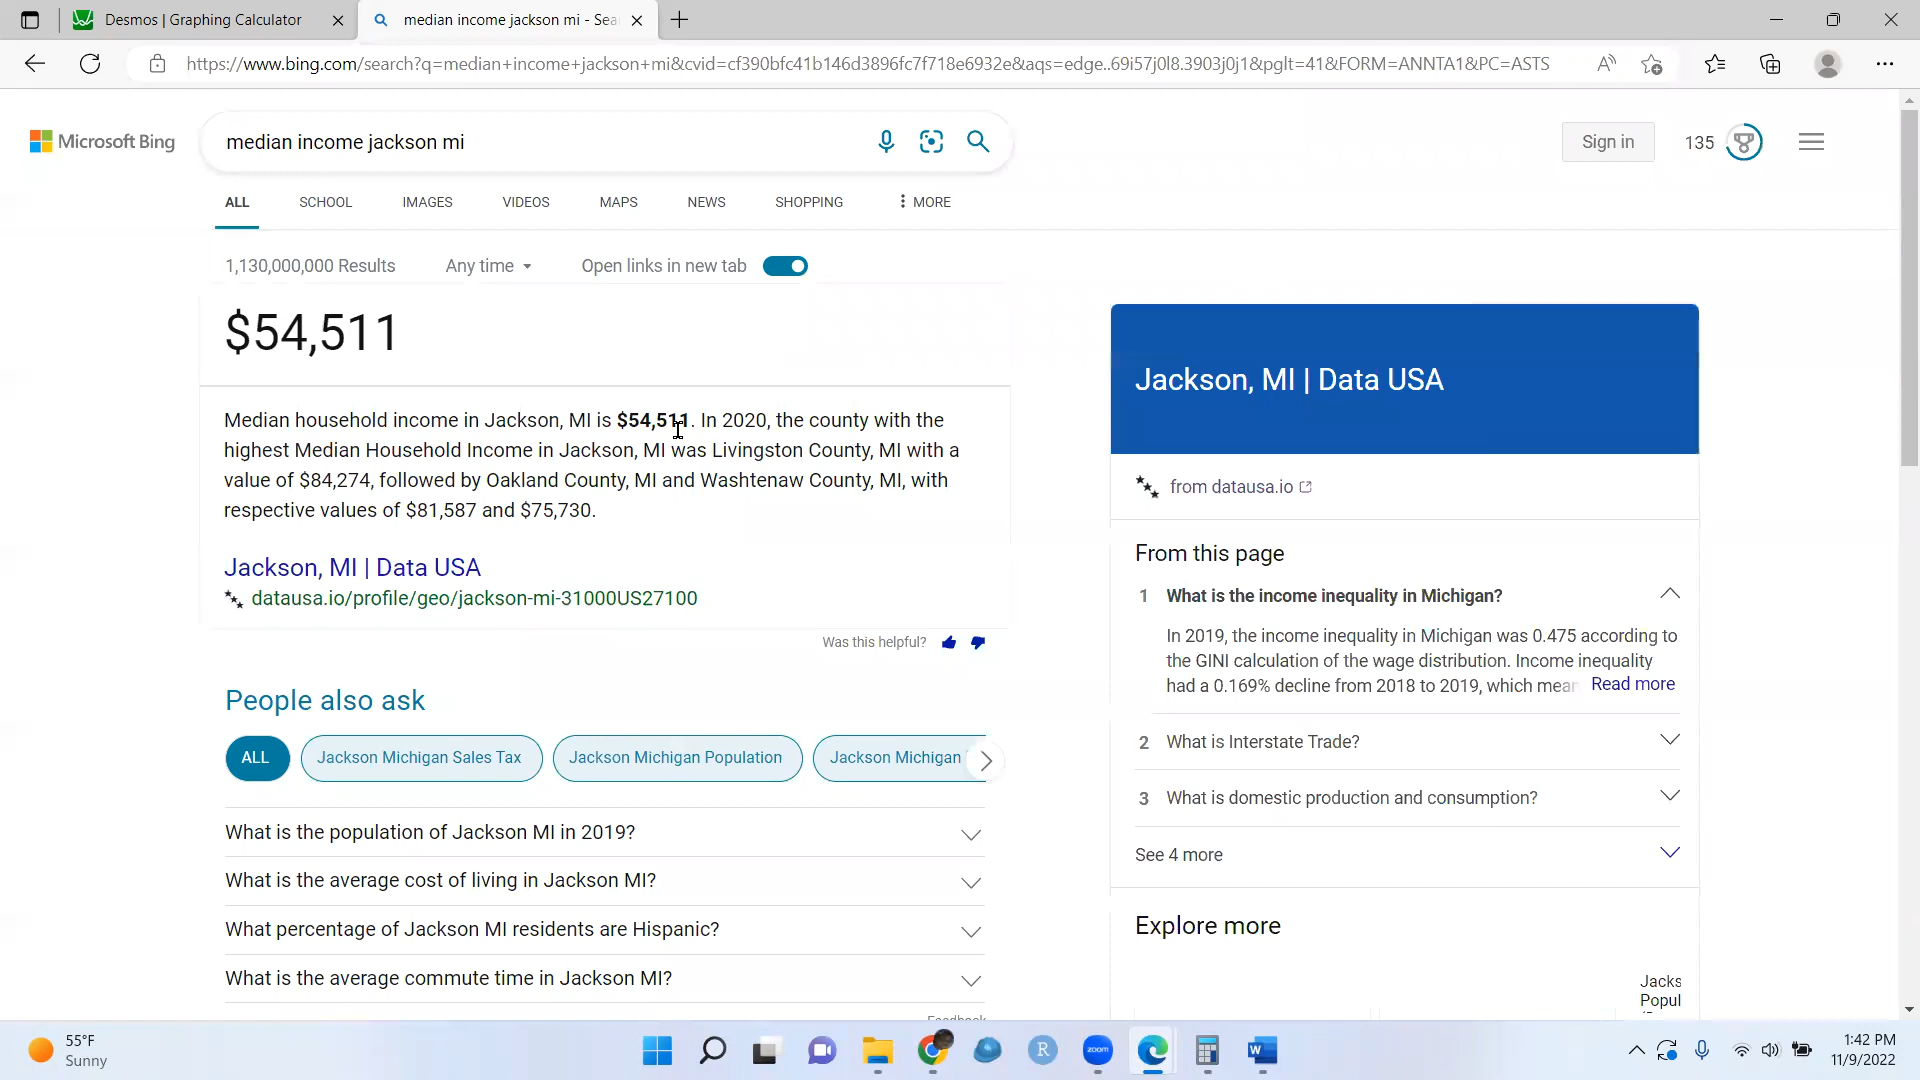 Desmos | Graphing Calculator
median income jackson mi - Sea
https://www.bing.com/search?q=median+income+jackson+mi&cvid=cf390bfc41b146d3896fc7f718e6932e&aqs=edge..69i57j0l8.3903j0j1&pglt=41&FORM=ANNTA1&PC=ASTS
Microsoft Bing
median income jackson mi
Sign in
135
ALL
SCHOOL
IMAGES
VIDEOS
MAPS
NEWS
SHOPPING
MORE
1,130,000,000 Results
Any time
Open links in new tab
$54,511
Median household income in Jackson, MI is $54,511. In 2020, the county with the
highest Median Household Income in Jackson, MI was Livingston County, MI with a
value of $84,274, followed by Oakland County, MI and Washtenaw County, MI, with
respective values of $81,587 and $75,730.
Jackson, MI | Data USA
datausa.io/profile/geo/jackson-mi-31000US27100
Was this helpful?
People also ask
ALL
Jackson Michigan Sales Tax
Jackson Michigan Population
Jackson Michigan
What is the population of Jackson MI in 2019?
What is the average cost of living in Jackson MI?
What percentage of Jackson MI residents are Hispanic?
What is the average commute time in Jackson MI?
Feedback
Jackson, MI | Data USA
from datausa.io
From this page
1 What is the income inequality in Michigan?
In 2019, the income inequality in Michigan was 0.475 according to
the GINI calculation of the wage distribution. Income inequality
had a 0.169% decline from 2018 to 2019, which mean Read more
2 What is Interstate Trade?
3 What is domestic production and consumption?
See 4 more
Explore more
Jacks
Popul
55°F
Sunny
zoom
R
W
1:42 PM
11/9/2022